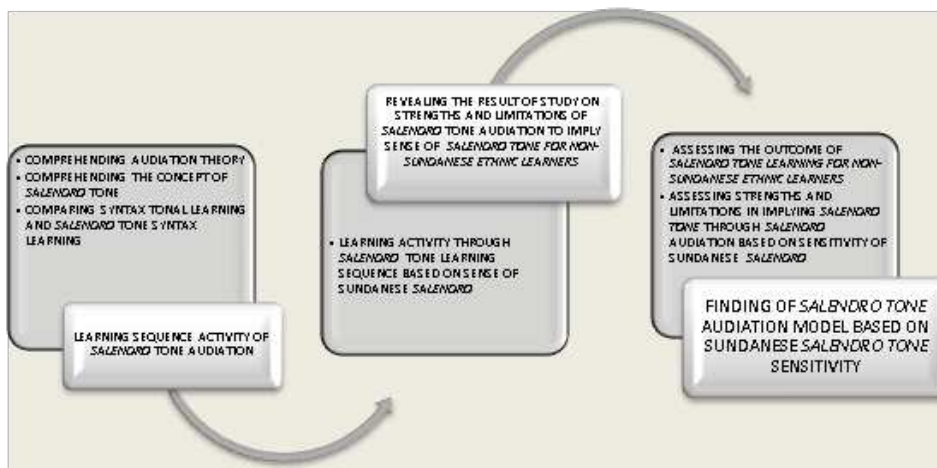 • COMPREHENDING AUDIATION THEORY
• COMPREHENDING THE CONCEPT OF
SALENDRO TONE
• COMPARING SYNTAX TONAL LEARNING
AND SALENDRO TONE SYNTAX
LEARNING
LEARNING SEQUENCE ACTIVITY OF
SALENDRO TONE AUDIATION
REVEALING THE RESULT OF STUDY ON
STRENGTHS AND LIMITATIONS OF
SALENDRO TONE AUDIATION TO IMPLY
SENSE OF SALENDRO TONE FOR NON-
SUNDANESE ETHNIC LEARNERS
• LEARNING ACTIVITY THROUGH
SALENDRO TONE LEARNING
SEQUENCE BASED ON SENSE OF
SUNDANESE SALENDRO
• ASSESSING THE OUTCOME OF
SALENDRO TONE LEARNING FOR NON-
SUNDANESE ETHNIC LEARNERS
• ASSESSING STRENGTHS AND
LIMITATIONS IN IMPLYING SALENDRO
TONE THROUGH SALENDRO
AUDIATION BASED ON SENSITIVITY OF
SUNDANESE SALENDRO
FINDING OF SALENDRO TONE
AUDIATION MODEL BASED ON
SUNDANESE SALENDRO TONE
SENSITIVITY